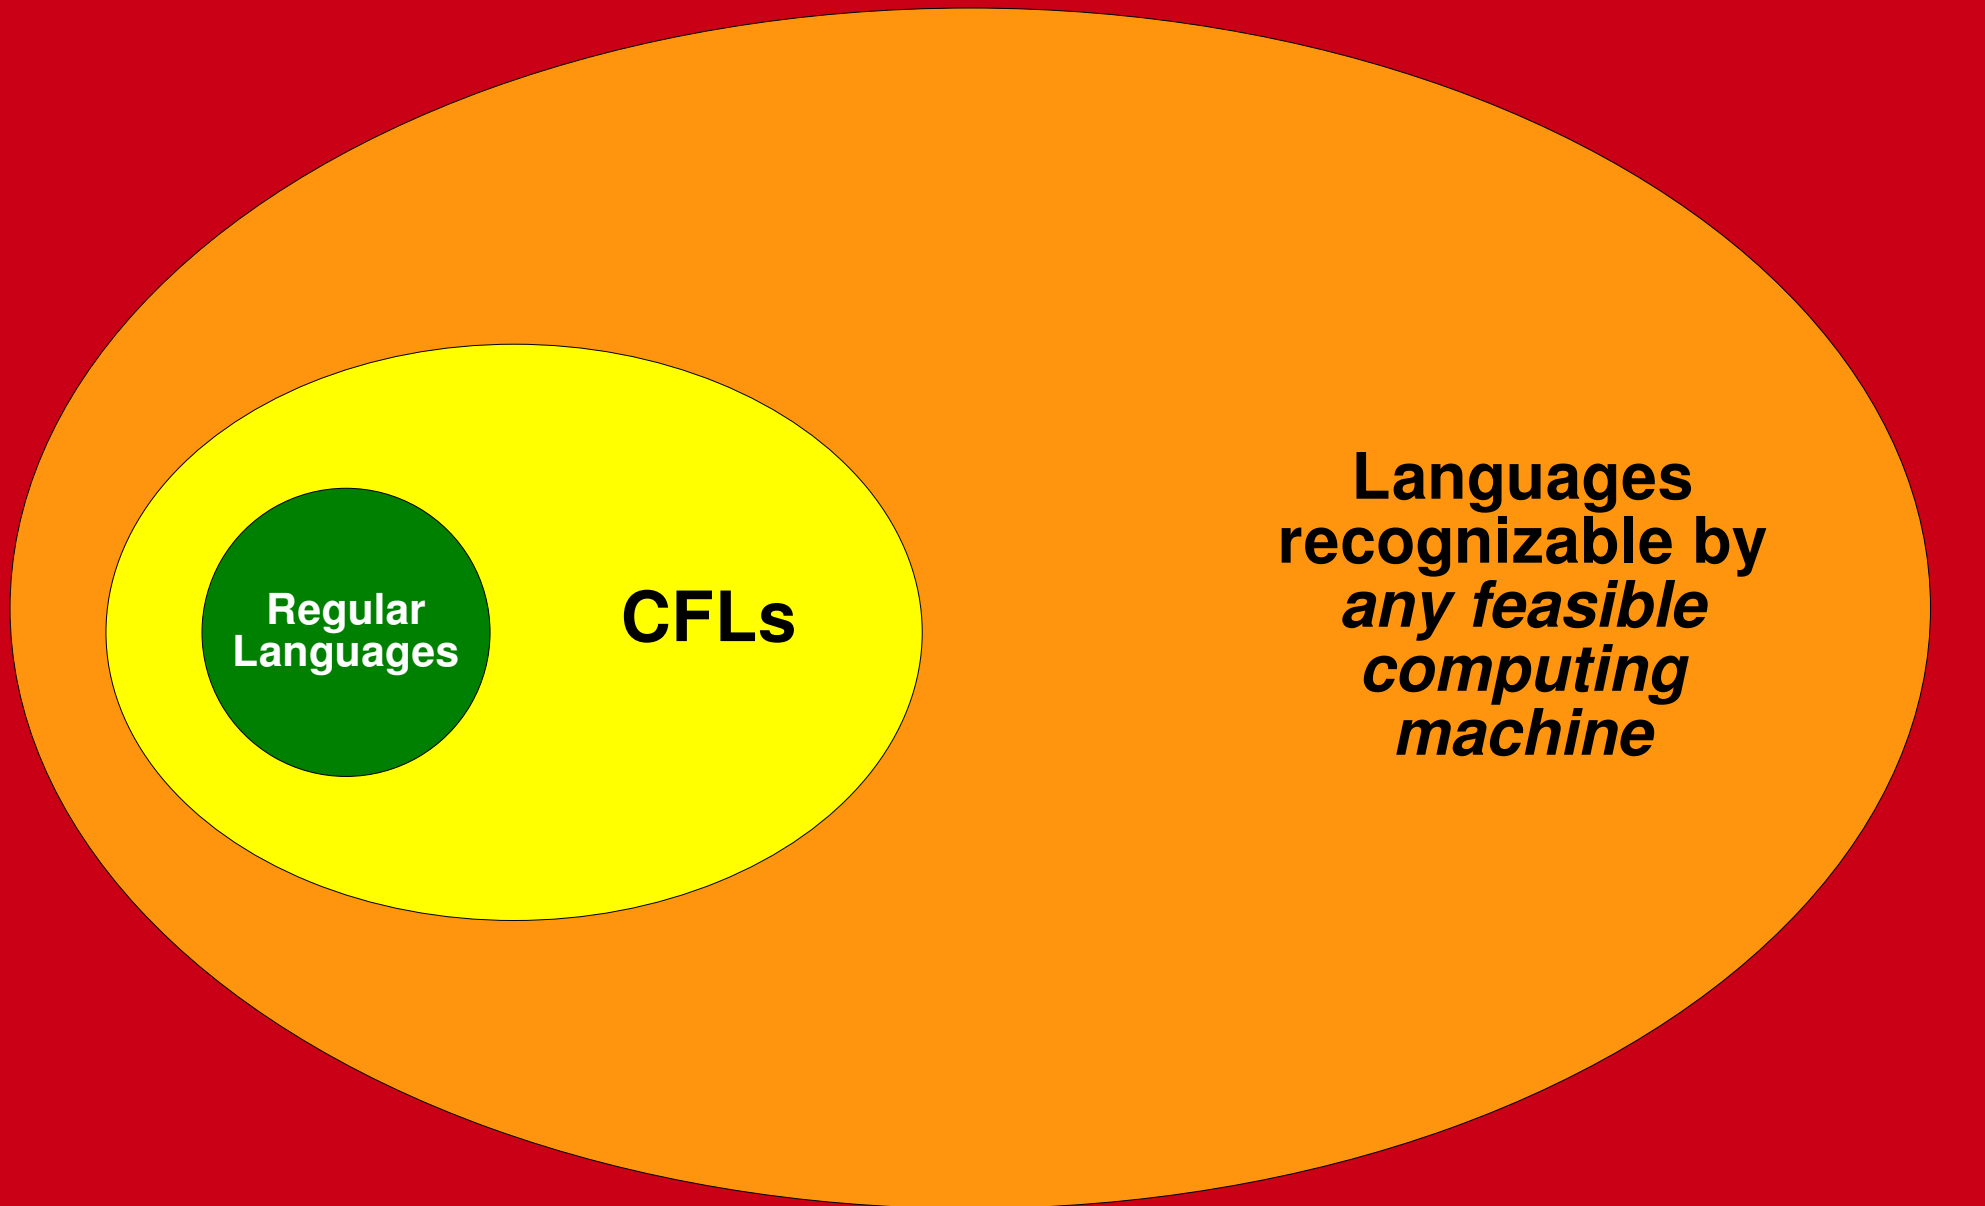 Regular
Languages
CFLs
Languages
recognizable by
any feasible
computing
machine